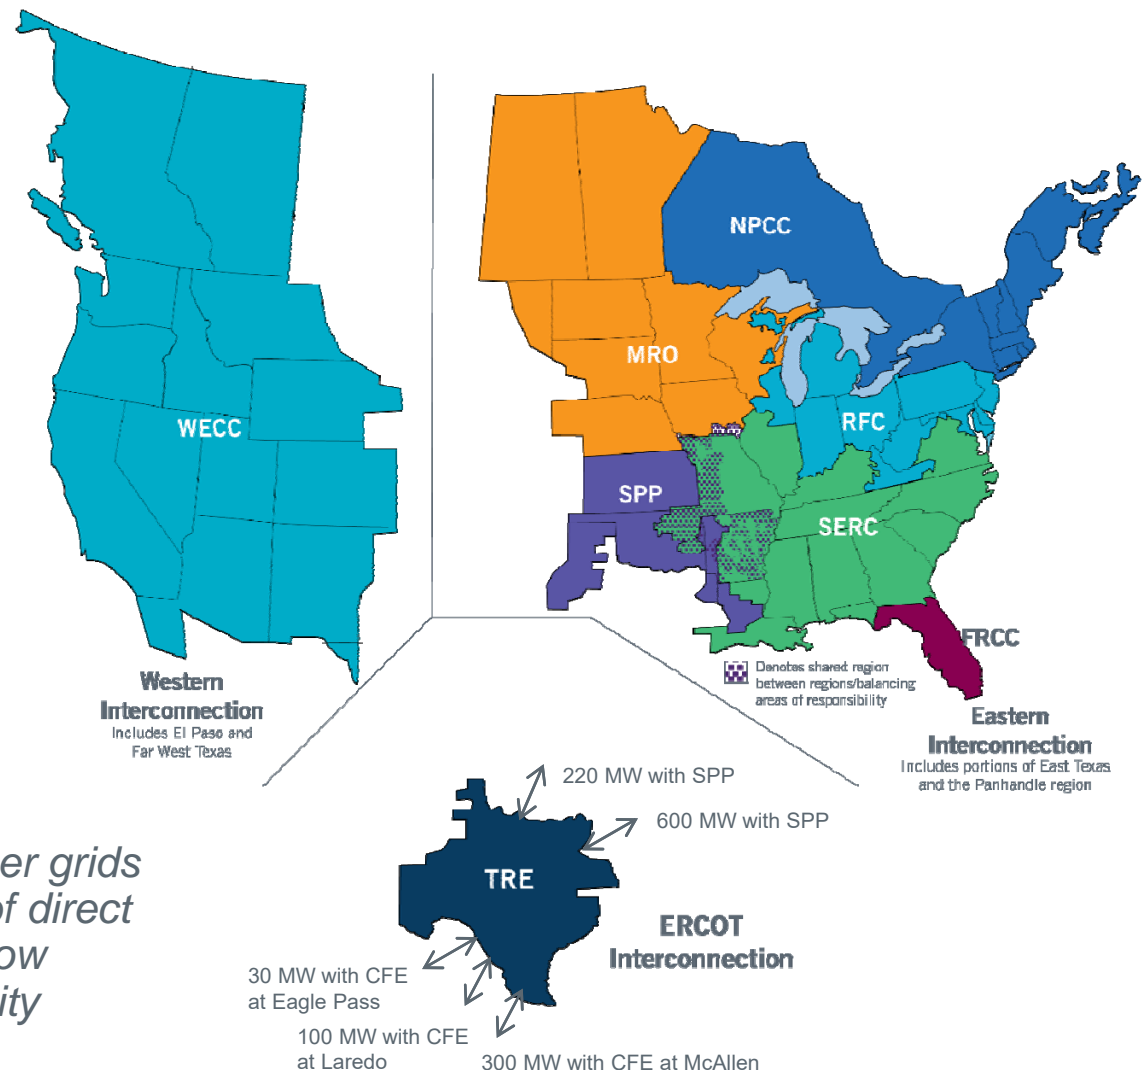 NPCC
MRO
WECC
RFC
SPP
SERC
FRCC
Denotes shared region
between regions/balancing
areas of responsibility
Western
Interconnection
Includes El Paso and
Far West Texas
Eastern
Interconnection
Includes portions of East Texas
and the Panhandle region
220 MW with SPP
600 MW with SPP
er grids
of direct
ow
ity
TRE
ERCOT
Interconnection
30 MW with CFE
at Eagle Pass
100 MW with CFE
at Laredo
300 MW with CFE at McAllen